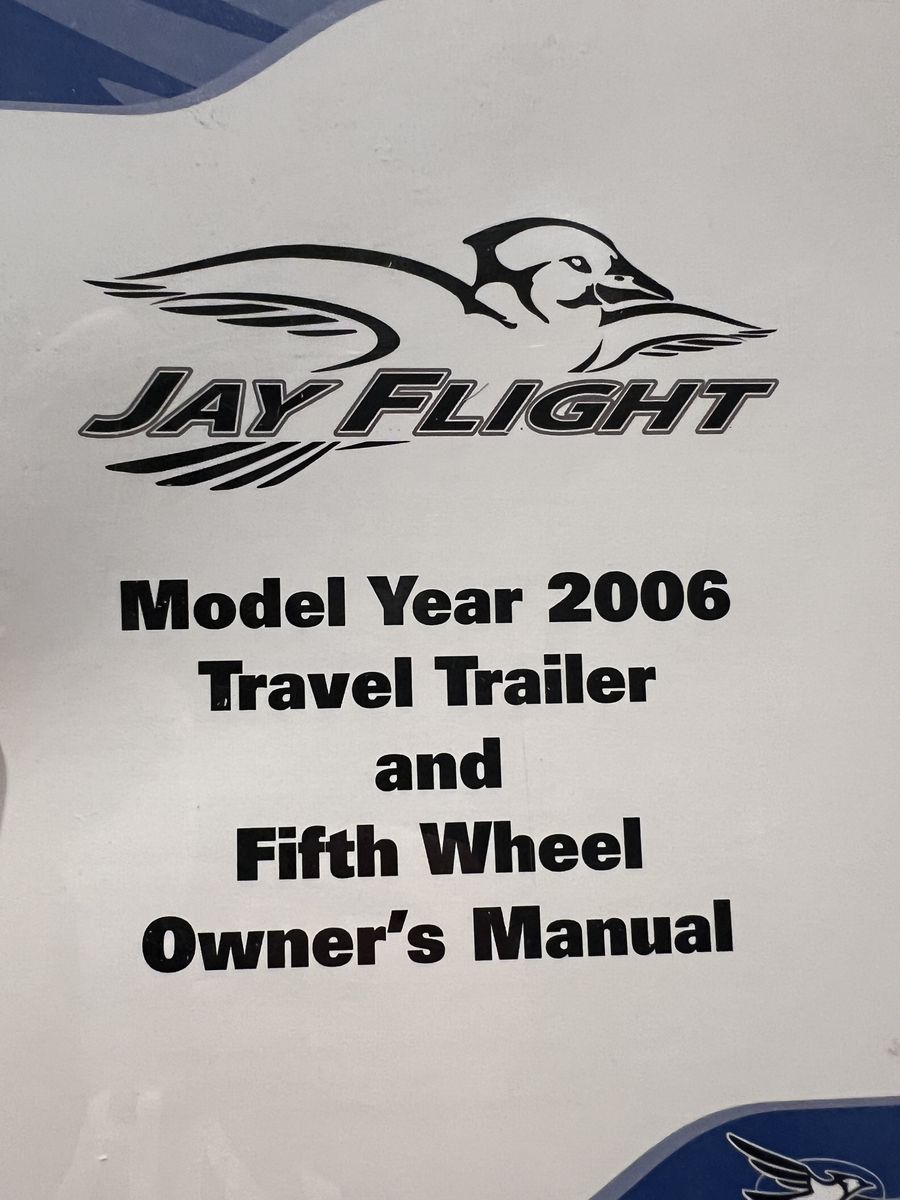 JAY FLIGHT
Model Year 2006
Travel Trailer
and
Fifth Wheel
Owner's Manual